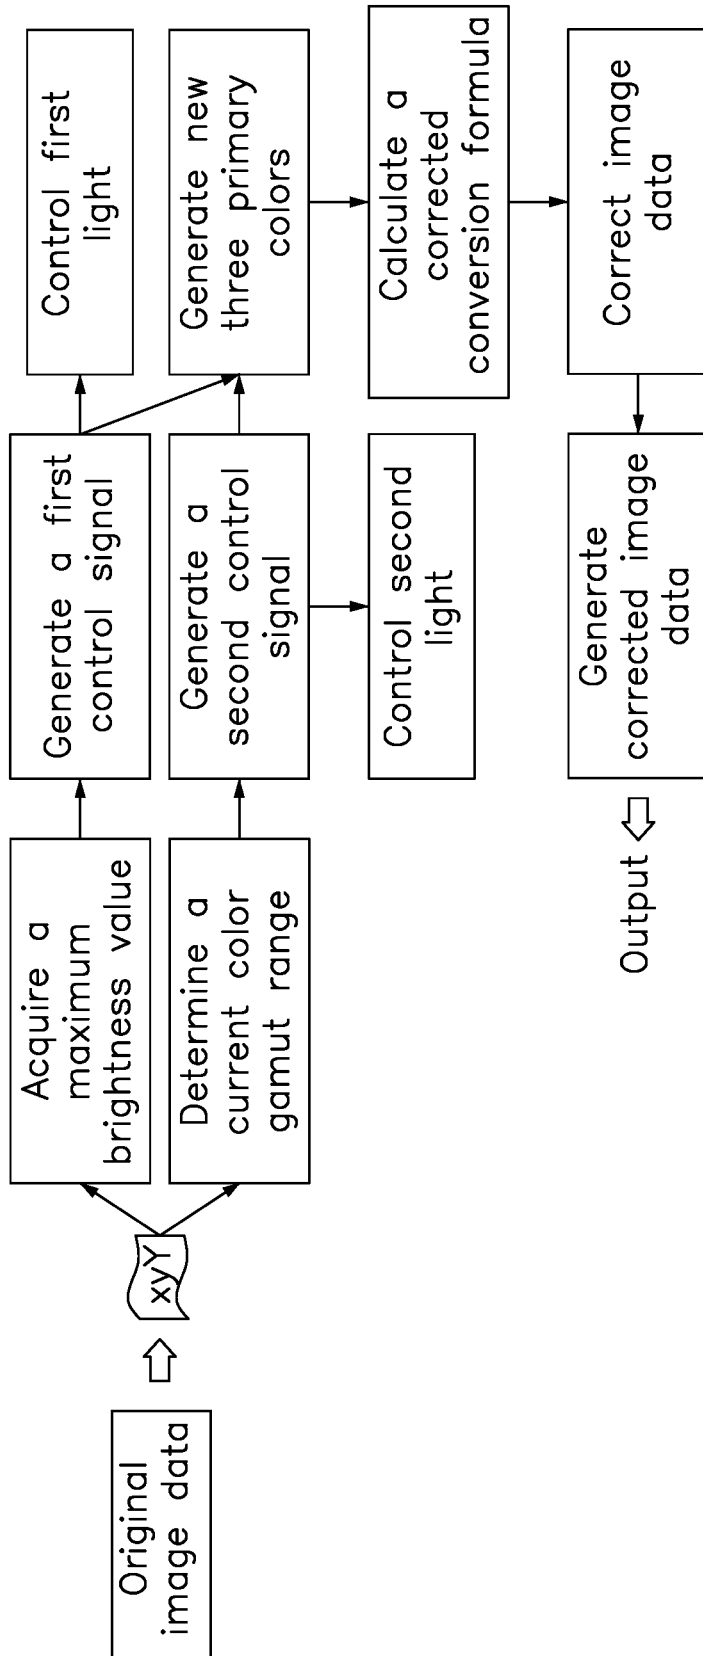 Original
image data
xyY
Acquire a
maximum
brightness value
Determine a
current color
gamut range
Generate a first
control signal
Generate a
second control
signal
Control first
light
Generate new
three primary
colors
Control second
light
Calculate a
corrected
conversion formula
Correct image
data
Generate
corrected image
data
Output